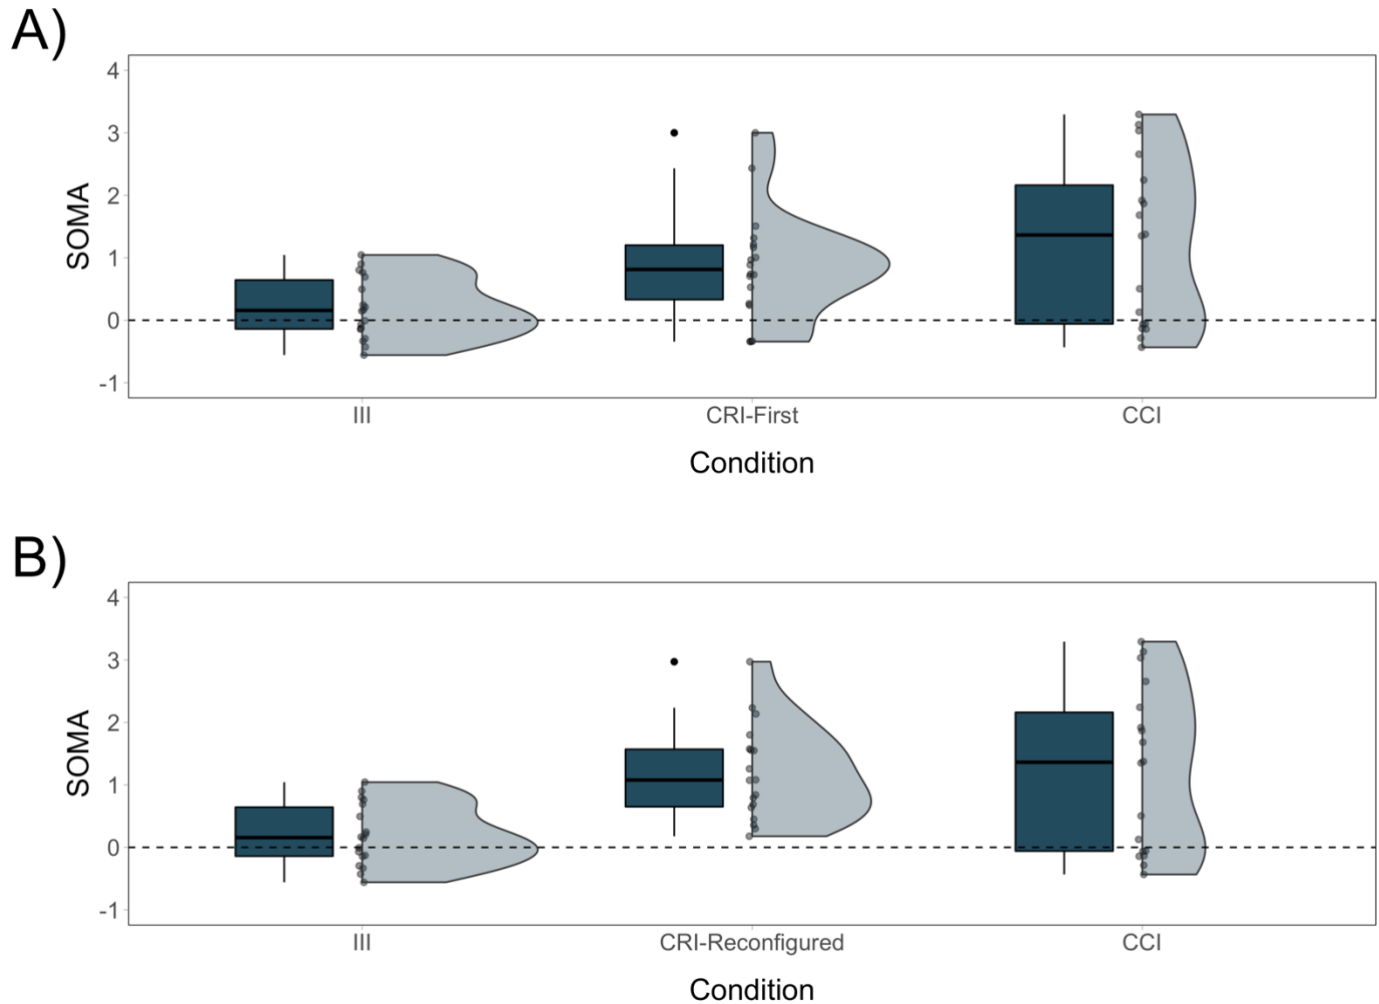 A)
SOMA
4
3
2
1
0
-1
III CRI-First CCI
Condition
B)
SOMA
4
3
2
1
0
-1
III CRI-Reconfigured CCI
Condition